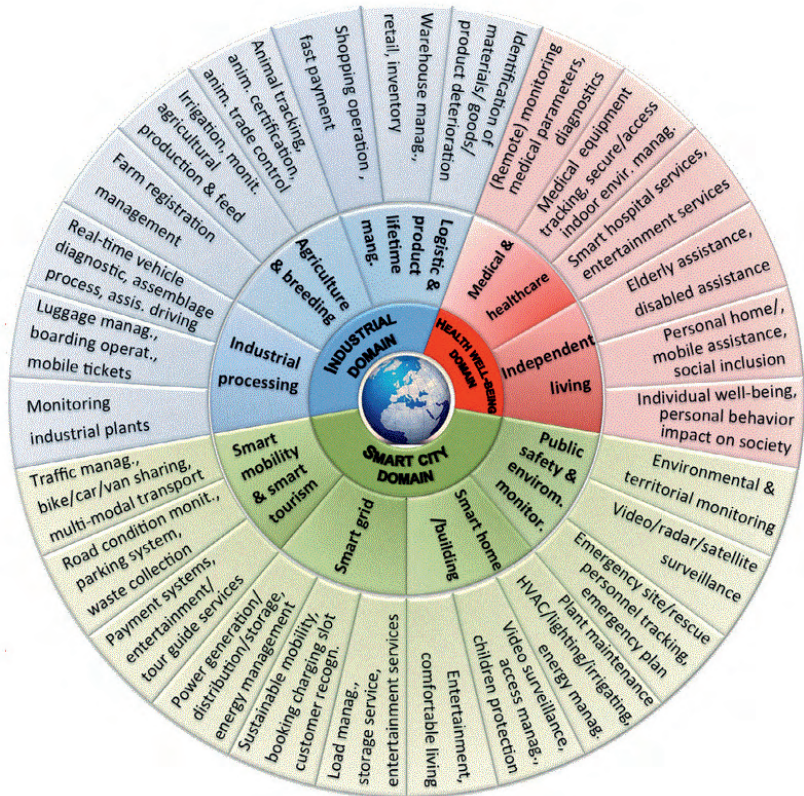 INDUSTRIAL DOMAIN
HEALTH WELL-BEING
DOMAIN
SMART CITY
DOMAIN
Logistic &
product
lifetime
mang.
Agriculture
& breeding
Industrial
processing
Medical &
healthcare
Independent
living
Public
safety &
environm.
monitor.
Smart home
/building
Smart grid
Smart
mobility
& smart
tourism
Identification of
materials/ goods/
product deterioration
Warehouse manag.,
retail, inventory
Shopping operation ,
fast payment
Animal tracking,
anim. certification,
anim. trade control
Irrigation, monit.
agricultural
production & feed
Farm registration
management
Real-time vehicle
diagnostic, assemblage
process, assis. driving
Luggage manag.,
boarding operat.,
mobile tickets
Monitoring
industrial plants
(Remote) monitoring
medical parameters,
diagnostics
Medical equipment
tracking, secure/access
indoor envir. manag.
Smart hospital services,
entertainment services
Elderly assistance,
disabled assistance
Personal home/,
mobile assistance,
social inclusion
Individual well-being,
personal behavior
impact on society
Environmental &
territorial monitoring
Video/radar/satellite
surveillance
Emergency site/rescue
personnel tracking,
emergency plan
Plant maintenance
HVAC/lighting/irrigating,
energy manag.
Video surveillance,
access manag.,
children protection
Entertainment,
comfortable living
Load manag.,
storage service,
entertainment services
Sustainable mobility,
booking charging slot
customer recogn.
Power generation/
distribution/storage,
energy management
Payment systems,
entertainment/
tour guide services
Road condition monit.,
parking system,
waste collection
Traffic manag.,
bike/car/van sharing,
multi-modal transport